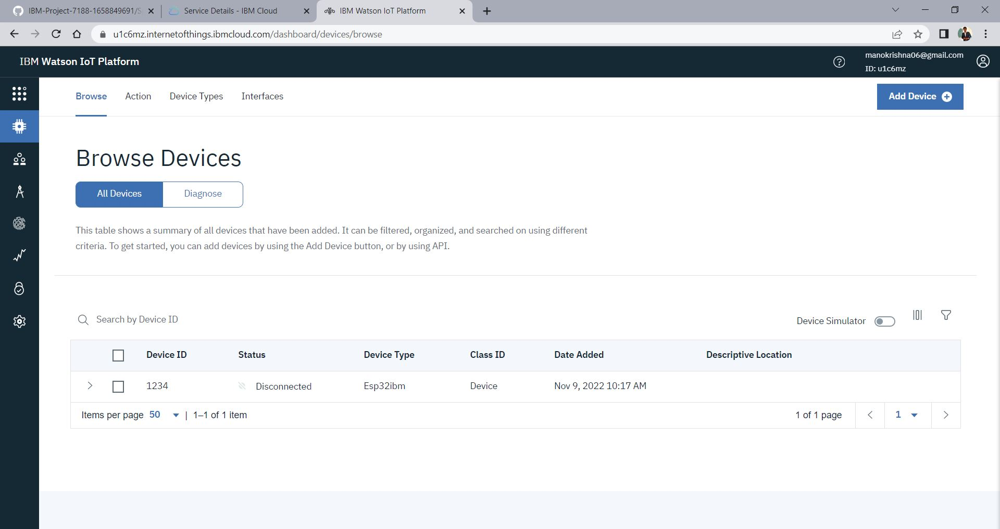 IBM-Project-7188-1658849691/S
Service Details - IBM Cloud
IBM Watson IoT Platform
u1c6mz.internetofthings.ibmcloud.com/dashboard/devices/browse
IBM Watson IoT Platform
manokrishna06@gmail.com
ID: u1c6mz
Browse
Action
Device Types
Interfaces
Add Device
Browse Devices
All Devices
Diagnose
This table shows a summary of all devices that have been added. It can be filtered, organized, and searched on using different
criteria. To get started, you can add devices by using the Add Device button, or by using API.
Search by Device ID
Device Simulator
Device ID
Status
Device Type
Class ID
Date Added
Descriptive Location
1234
Disconnected
Esp32ibm
Device
Nov 9, 2022 10:17 AM
Items per page 50 | 1–1 of 1 item
1 of 1 page
1